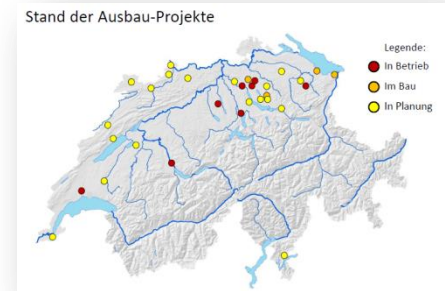 Stand der Ausbau-Projekte
Legende:
In Betrieb
Im Bau
In Planung